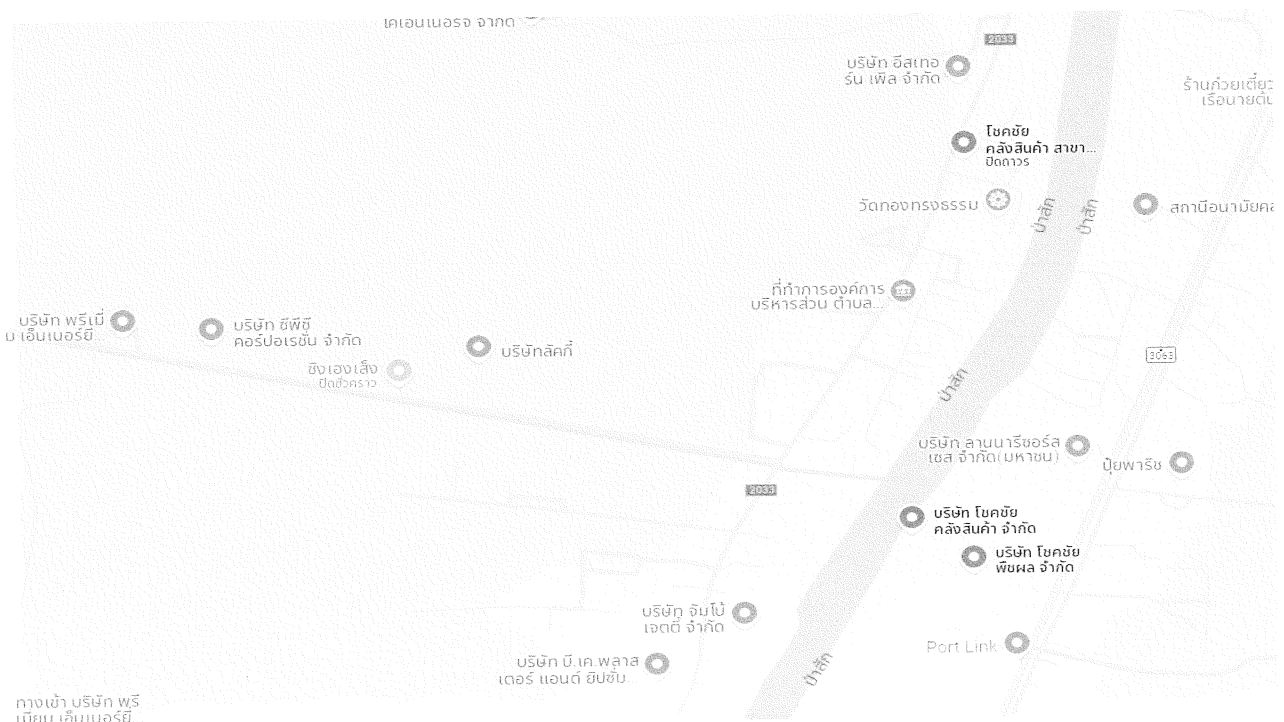 เคเอนเนอร์จี จำกัด
2033
บริษัท อีสเทอ
ร์น เพิล จำกัด
ร้านก๋วยเตี๋ยว
เรือนายต้น
โชคชัย
คลังสินค้า สาขา...
ปิดถาวร
วัดทองทรงธรรม
ป่าสัก
ป่าสัก
สถานีอนามัยคล
ที่ทำการองค์การ
บริหารส่วน ตำบล...
บริษัท พรีเมี่
ม เอ็นเนอร์ยี่...
บริษัท ซีพีซี
คอร์ปอเรชั่น จำกัด
บริษัทลัคกี้
ชิงเฮงเส็ง
ปิดชั่วคราว
3063
ป่าสัก
บริษัท ลานนารีซอร์ส
เซส จำกัด(มหาชน)
ปุ๋ยพารีช
2033
บริษัท โชคชัย
คลังสินค้า จำกัด
บริษัท โชคชัย
พืชผล จำกัด
บริษัท จัมโบ้
เจตตี้ จำกัด
Port Link
บริษัท บี.เค.พลาส
เตอร์ แอนด์ ยิปซั่ม...
ป่าสัก
ทางเข้า บริษัท พรี
เมี่ยม เอ็นเนอร์ยี่...